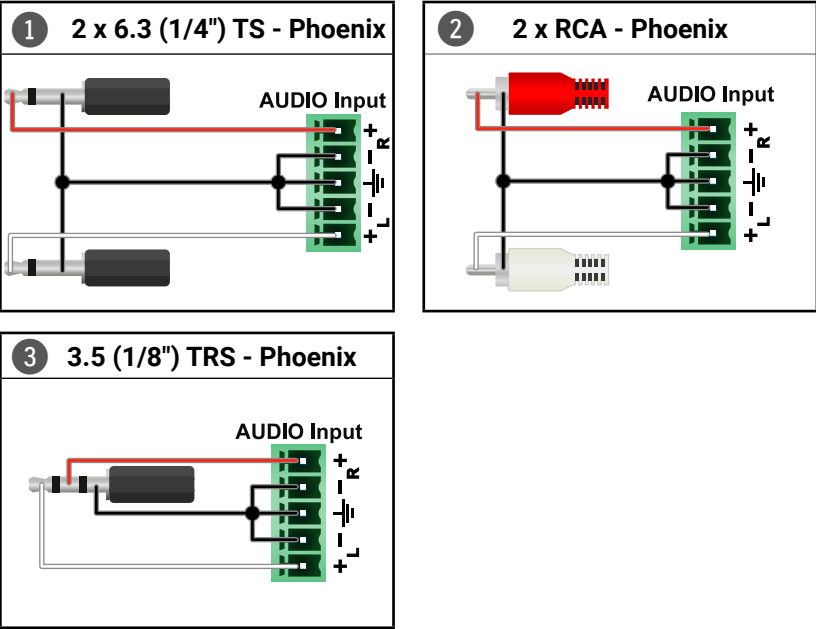 1 2 x 6.3 (1/4") TS - Phoenix
AUDIO Input
+
R
-
-
L
+
2 2 x RCA - Phoenix
AUDIO Input
+
R
-
-
L
+
3 3.5 (1/8") TRS - Phoenix
AUDIO Input
+
R
-
-
L
+